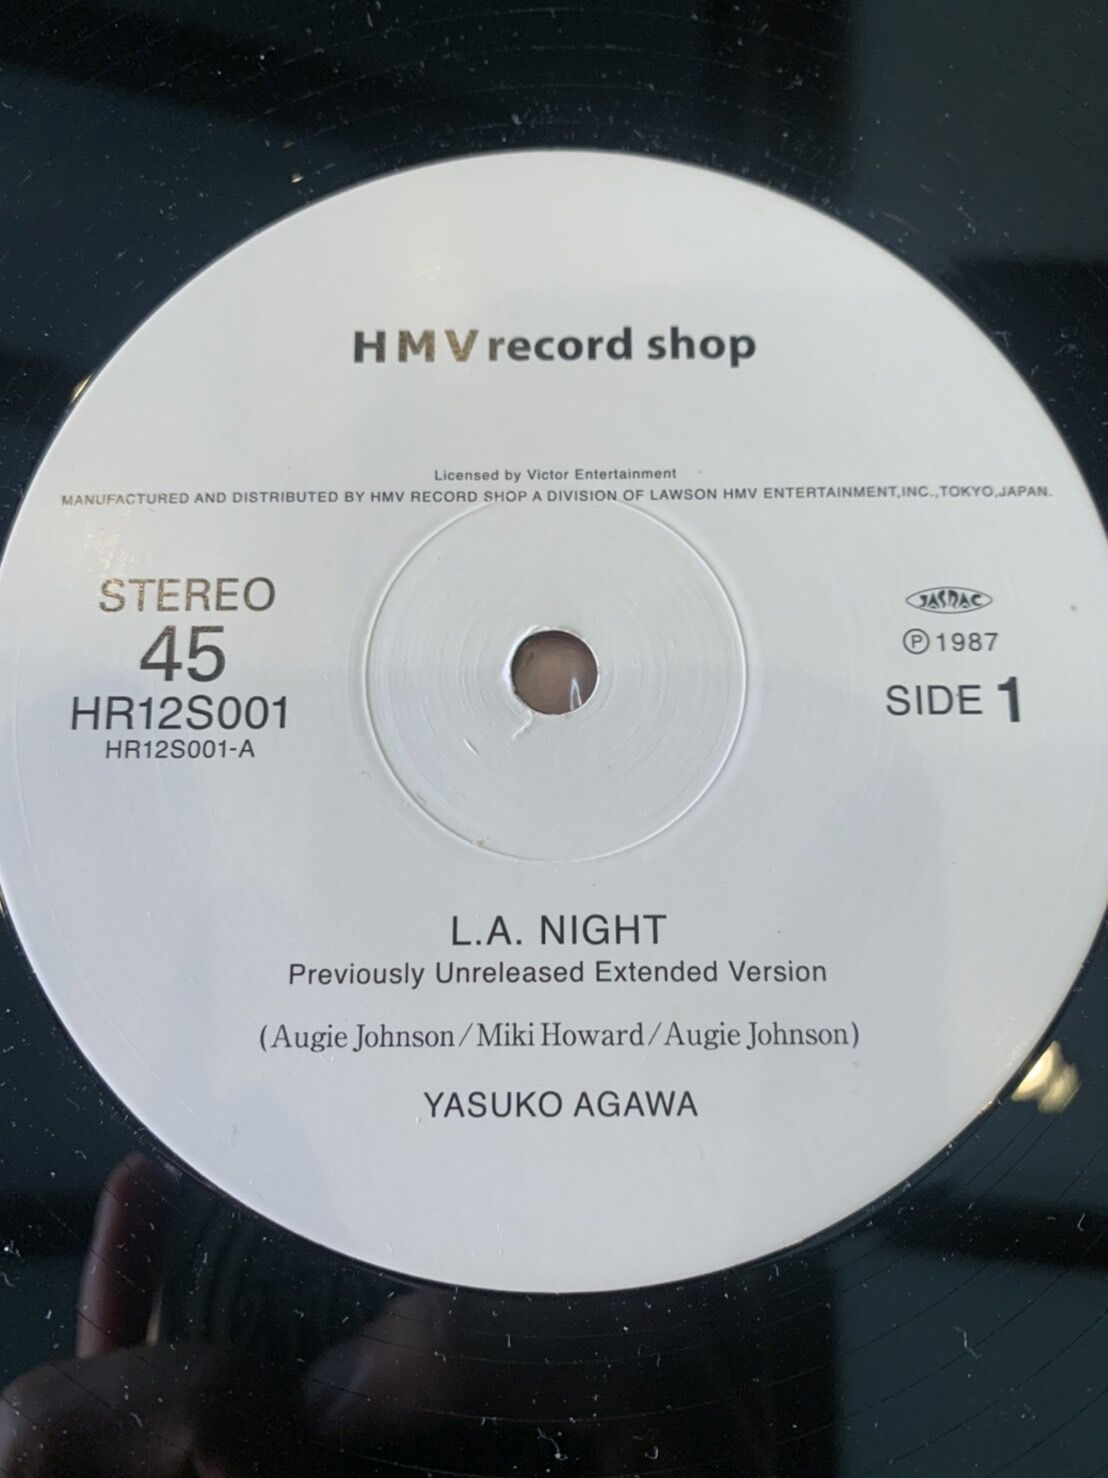 HMV record shop
Licensed by Victor Entertainment
MANUFACTURED AND DISTRIBUTED BY HMV RECORD SHOP A DIVISION OF LAWSON HMV ENTERTAINMENT,INC.,TOKYO,JAPAN.
STEREO
45
HR12S001
HR12S001-A
JASRAC
Ⓟ1987
SIDE 1
L.A. NIGHT
Previously Unreleased Extended Version
(Augie Johnson/Miki Howard/Augie Johnson)
YASUKO AGAWA